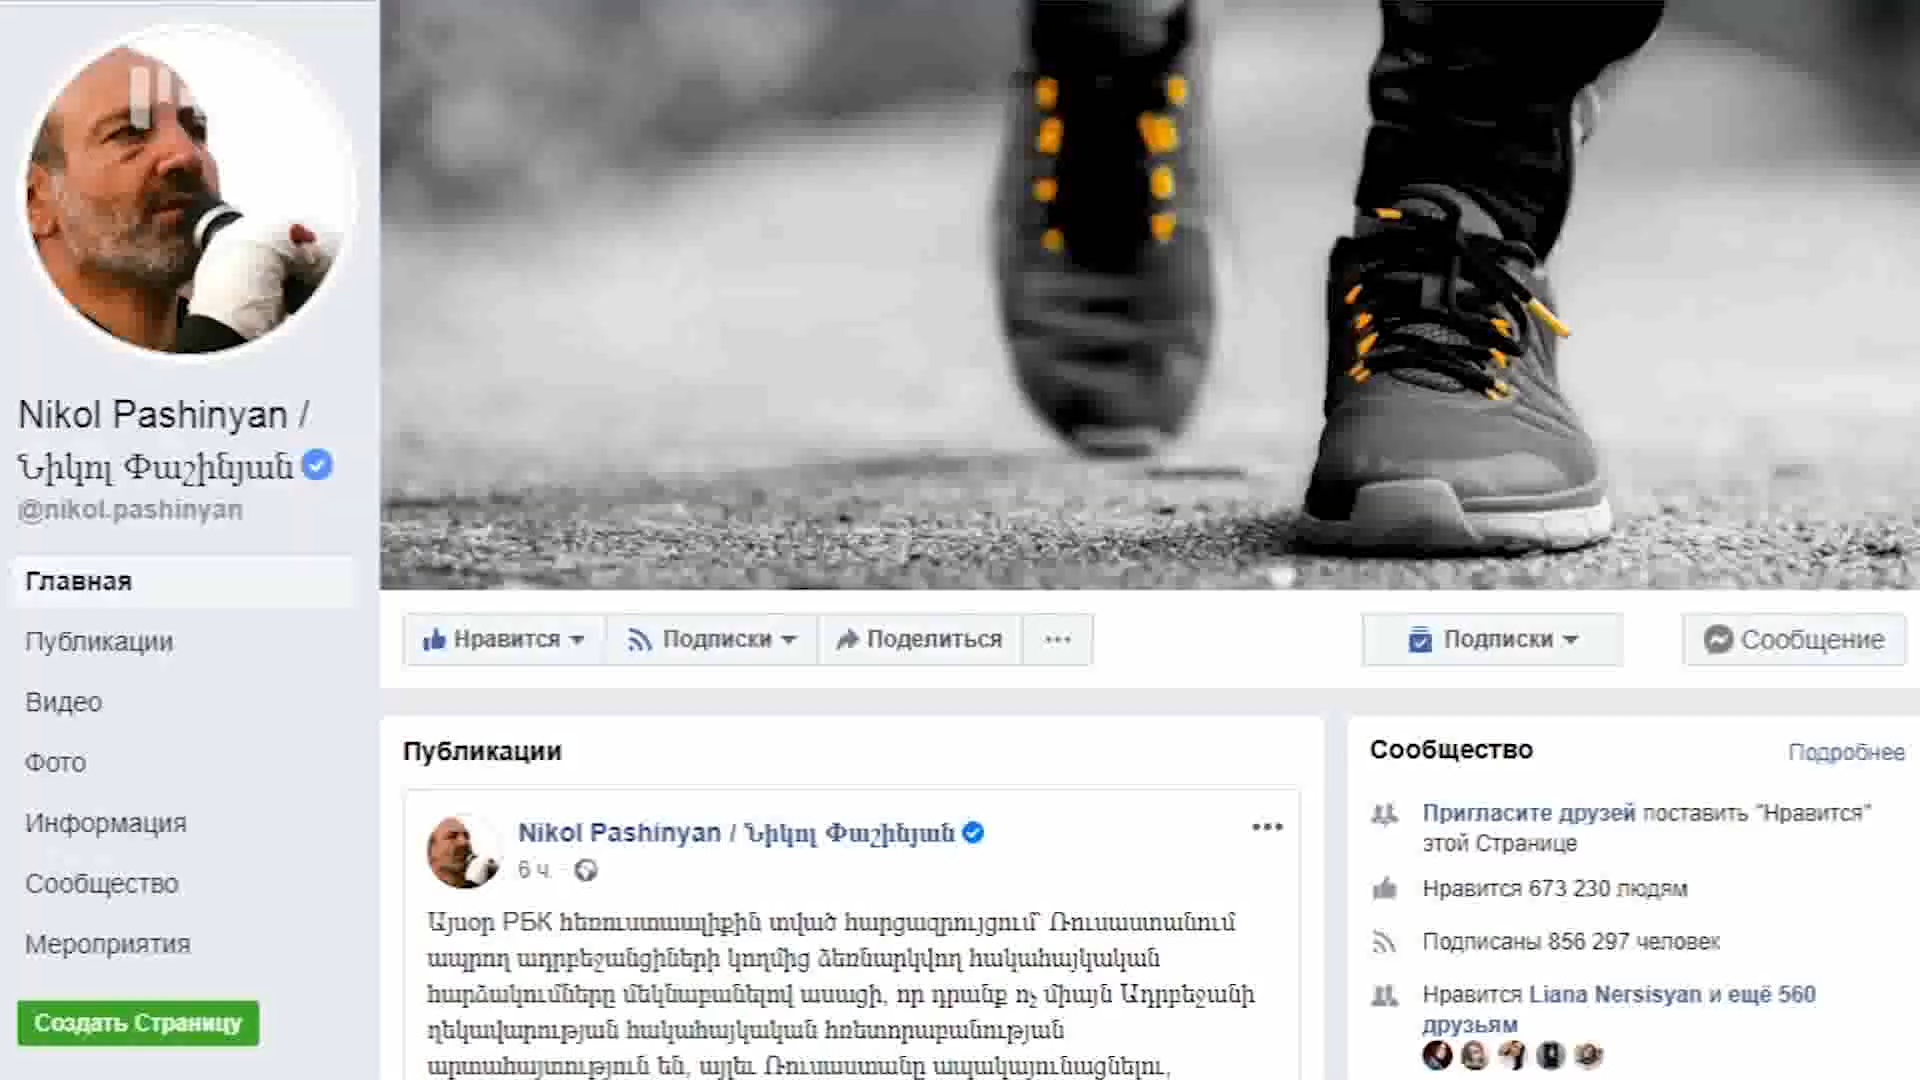 Nikol Pashinyan /
Նիկոլ Փաշինյան
@nikol.pashinyan
Главная
Публикации
Видео
Фото
Информация
Сообщество
Мероприятия
Создать Страницу
Нравится
Подписки
Поделиться
Подписки
Сообщение
Публикации
Nikol Pashinyan / Նիկոլ Փաշինյան
6 ч.
Այսօր РБК հեռուստաալիքին տված հարցազրույցում՝ Ռուսաստանում
ապրող ադրբեջանցիների կողմից ձեռնարկվող հակահայկական
հարձակումները մեկնաբանելով ասացի, որ դրանք ոչ միայն Ադրբեջանի
ղեկավարության հակահայկական հռետորաբանության
արտահայտություն են, այլեւ Ռուսաստանը ապակայունացնելու,
Сообщество
Подробнее
Пригласите друзей поставить "Нравится"
этой Странице
Нравится 673 230 людям
Подписаны 856 297 человек
Нравится Liana Nersisyan и ещё 560
друзьям